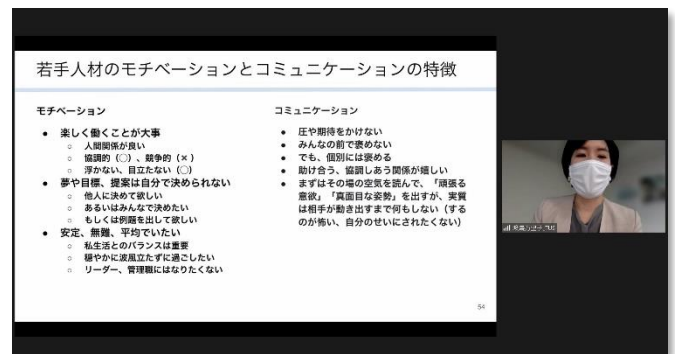 若手人材のモチベーションとコミュニケーションの特徴
モチベーション
● 楽しく働くことが大事
○ 人間関係が良い
○ 協調的（◯）、競争的（×）
○ 浮かない、目立たない（◯）
● 夢や目標、提案は自分で決められない
○ 他人に決めて欲しい
○ あるいはみんなで決めたい
○ もしくは例題を出して欲しい
● 安定、無難、平均でいたい
○ 私生活とのバランスは重要
○ 穏やかに波風立たずに過ごしたい
○ リーダー、管理職にはなりたくない
コミュニケーション
● 圧や期待をかけない
● みんなの前で褒めない
● でも、個別には褒める
● 助け合う、協調しあう関係が嬉しい
● まずはその場の空気を読んで、「頑張る
意欲」「真面目な姿勢」を出すが、実質
は相手が動き出すまで何もしない（する
のが怖い、自分のせいにされたくない）
54